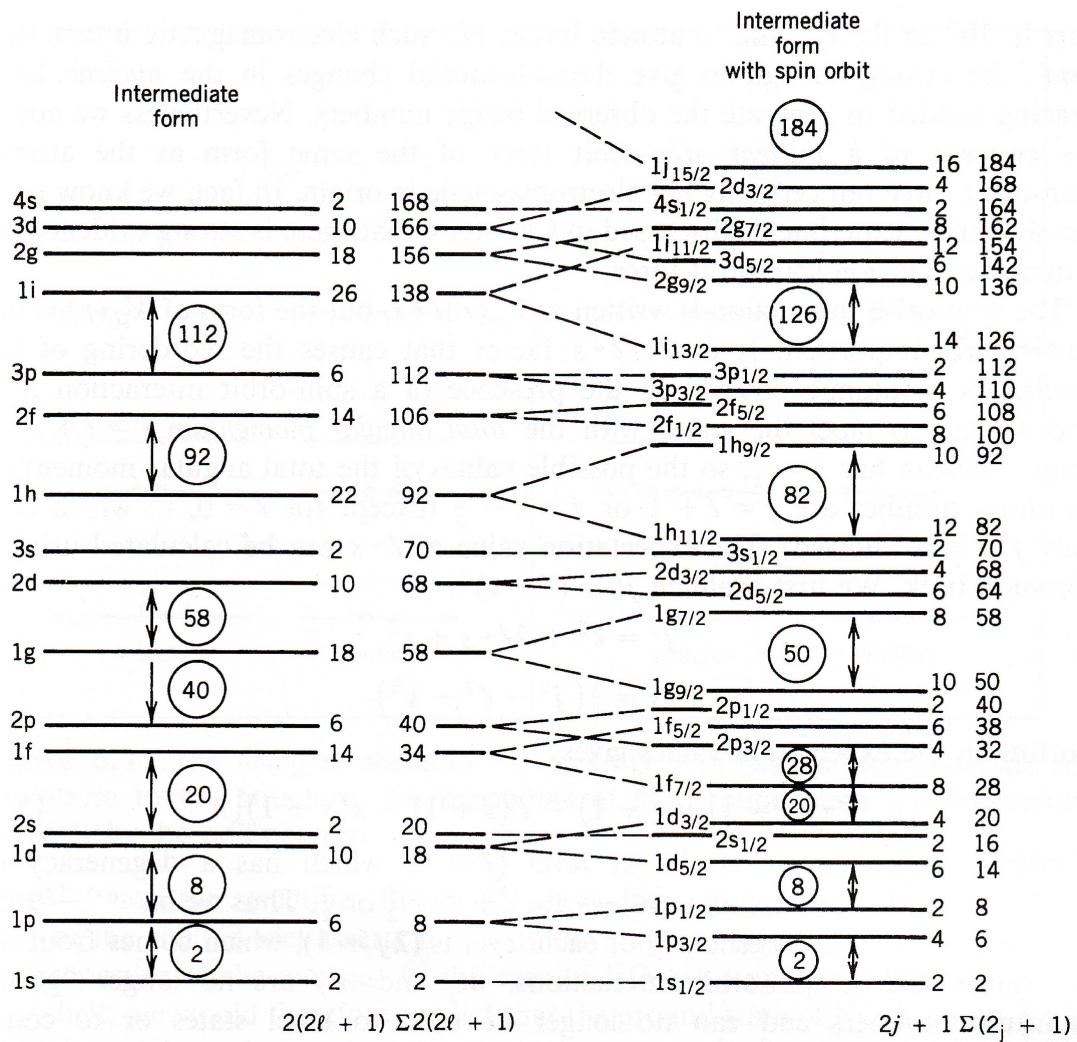 Intermediate
form
4s 2 168
3d 10 166
2g 18 156
1i 26 138
112
3p 6 112
2f 14 106
92
1h 22 92
3s 2 70
2d 10 68
58
1g 18 58
40
2p 6 40
1f 14 34
20
2s 2 20
1d 10 18
8
1p 6 8
2
1s 2 2
2(2ℓ + 1) Σ2(2ℓ + 1)
Intermediate
form
with spin orbit
184
1j15/2 16 184
2d3/2 4 168
4s1/2 2 164
2g7/2 8 162
1i11/2 12 154
3d5/2 6 142
2g9/2 10 136
126
1i13/2 14 126
3p1/2 2 112
3p3/2 4 110
2f5/2 6 108
2f1/2 8 100
1h9/2 10 92
82
1h11/2 12 82
3s1/2 2 70
2d3/2 4 68
2d5/2 6 64
1g7/2 8 58
50
1g9/2 10 50
2p1/2 2 40
1f5/2 6 38
2p3/2 4 32
28
1f7/2 8 28
20
1d3/2 4 20
2s1/2 2 16
1d5/2 6 14
8
1p1/2 2 8
1p3/2 4 6
2
1s1/2 2 2
2j + 1 Σ(2j + 1)